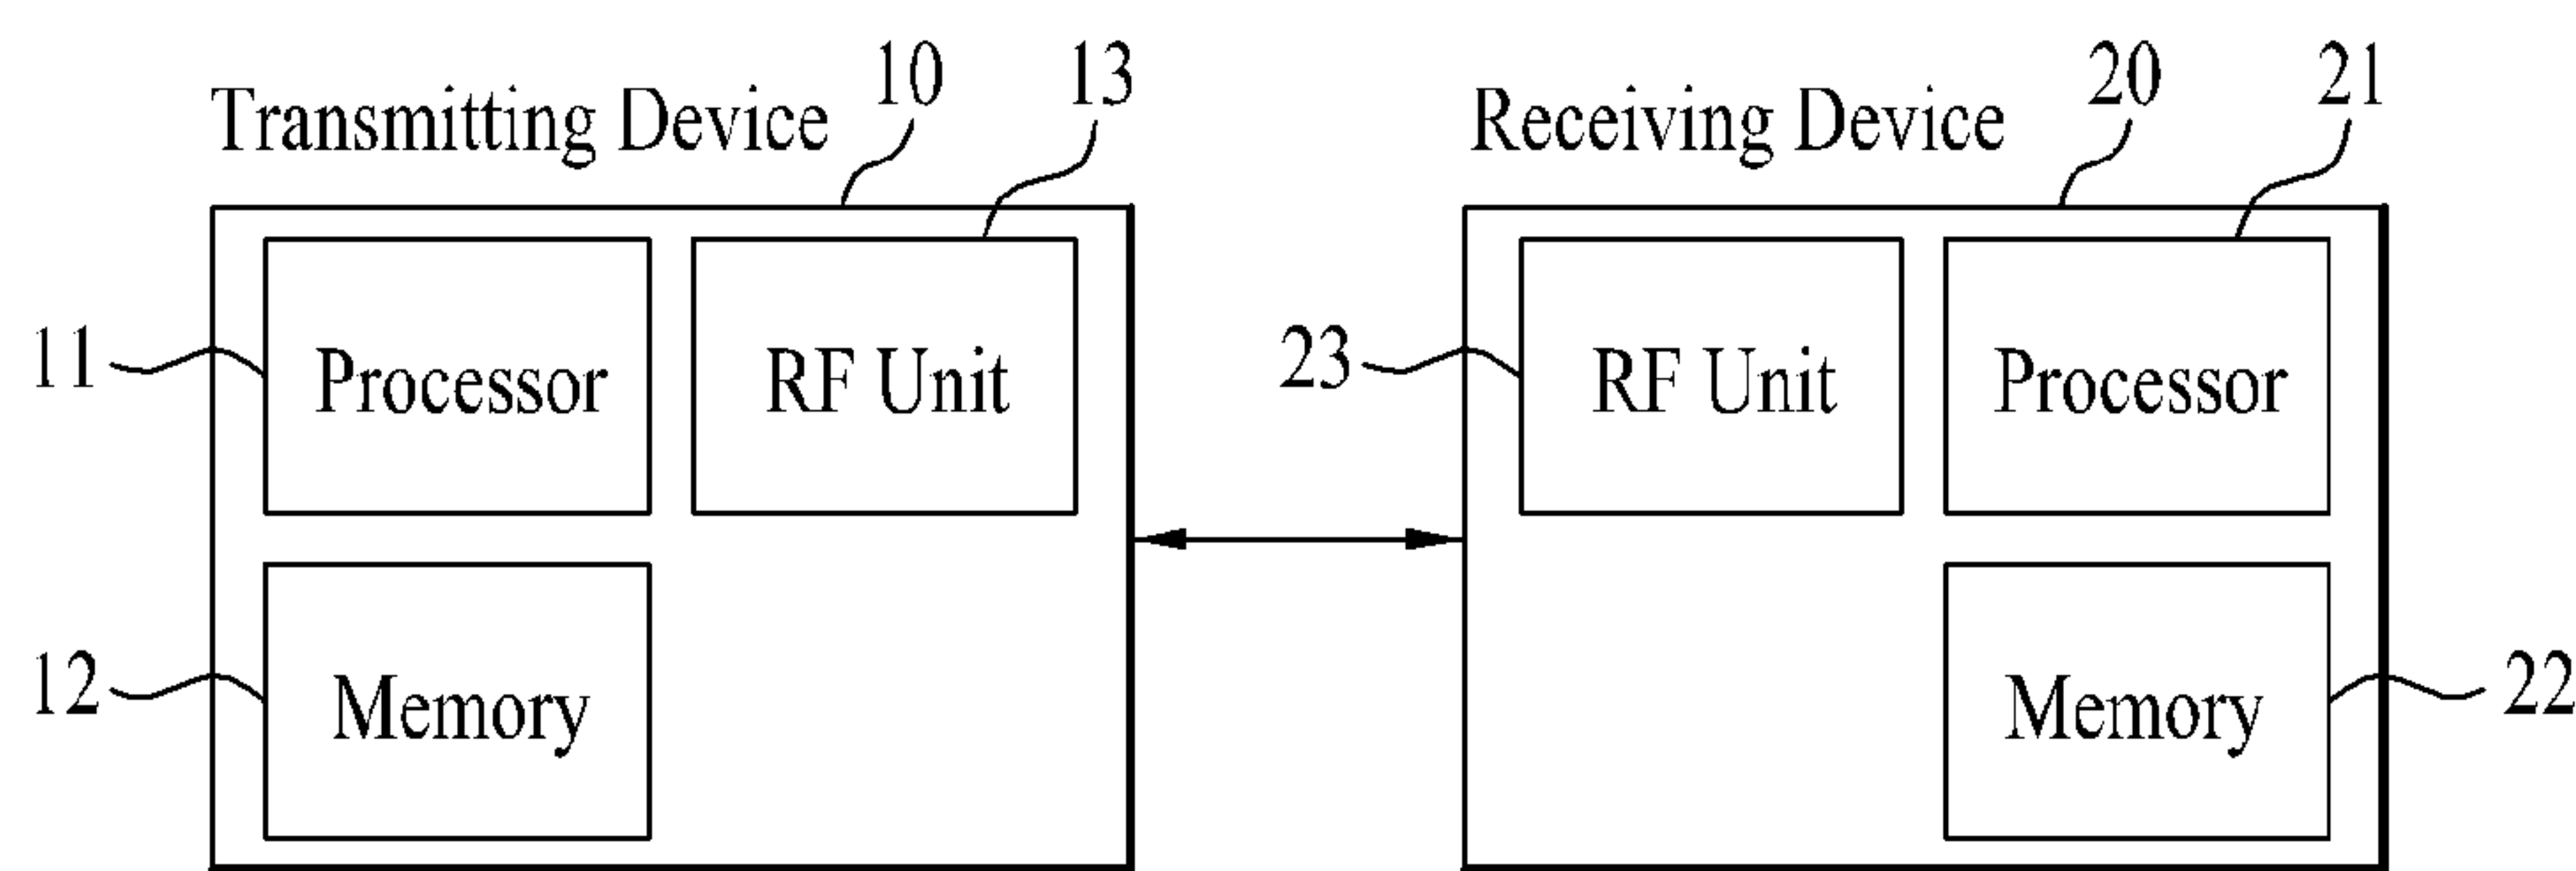 Transmitting Device 10 13
Receiving Device 20 21
11 Processor RF Unit
23 RF Unit Processor
12 Memory
Memory 22